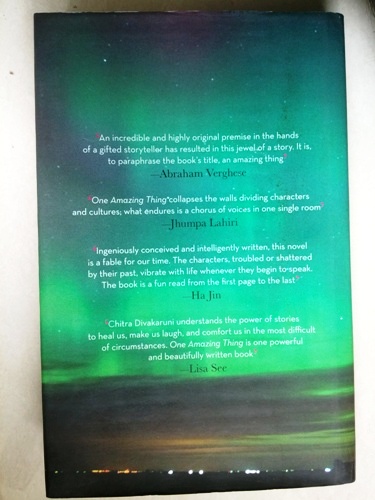 "An incredible and highly original premise in the hands
of a gifted storyteller has resulted in this jewel of a story. It is,
to paraphrase the book's title, an amazing thing"
—Abraham Verghese
"One Amazing Thing collapses the walls dividing characters
and cultures; what endures is a chorus of voices in one single room"
—Jhumpa Lahiri
"Ingeniously conceived and intelligently written, this novel
is a fable for our time. The characters, troubled or shattered
by their past, vibrate with life whenever they begin to speak.
The book is a fun read from the first page to the last"
—Ha Jin
"Chitra Divakaruni understands the power of stories
to heal us, make us laugh, and comfort us in the most difficult
of circumstances. One Amazing Thing is one powerful
and beautifully written book"
—Lisa See